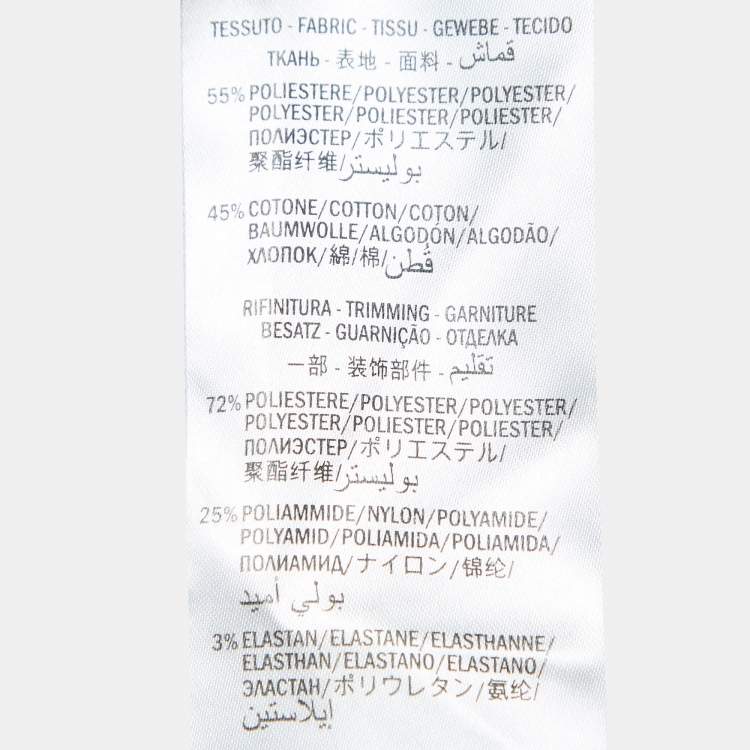 TESSUTO - FABRIC - TISSU - GEWEBE - TECIDO
ТКАНЬ - 表地 - 面料 - قماش
55% POLIESTERE/POLYESTER/POLYESTER/
POLYESTER/POLIESTER/POLIESTER/
ПОЛИЭСТЕР/ポリエステル/
聚酯纤维/بوليستر
45% COTONE/COTTON/COTON/
BAUMWOLLE/ALGODÓN/ALGODÃO/
ХЛОПОК/綿/棉/قُطن
RIFINITURA - TRIMMING - GARNITURE
BESATZ - GUARNIÇÃO - ОТДЕЛКА
一部 - 装饰部件 - تقليم
72% POLIESTERE/POLYESTER/POLYESTER/
POLYESTER/POLIESTER/POLIESTER/
ПОЛИЭСТЕР/ポリエステル/
聚酯纤维/بوليستر
25% POLIAMMIDE/NYLON/POLYAMIDE/
POLYAMID/POLIAMIDA/POLIAMIDA/
ПОЛИАМИД/ナイロン/锦纶/
بولي أميد
3% ELASTAN/ELASTANE/ELASTHANNE/
ELASTHAN/ELASTANO/ELASTANO/
ЭЛАСТАН/ポリウレタン/氨纶/
إيلاستين